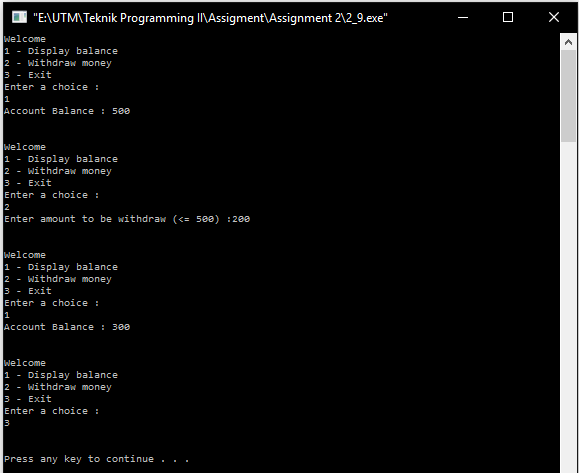 "E:\UTM\Teknik Programming II\Assigment\Assignment 2\2_9.exe"
Welcome
1 - Display balance
2 - Withdraw money
3 - Exit
Enter a choice :
1
Account Balance : 500
Welcome
1 - Display balance
2 - Withdraw money
3 - Exit
Enter a choice :
2
Enter amount to be withdraw (<= 500) :200
Welcome
1 - Display balance
2 - Withdraw money
3 - Exit
Enter a choice :
1
Account Balance : 300
Welcome
1 - Display balance
2 - Withdraw money
3 - Exit
Enter a choice :
3
Press any key to continue . . .